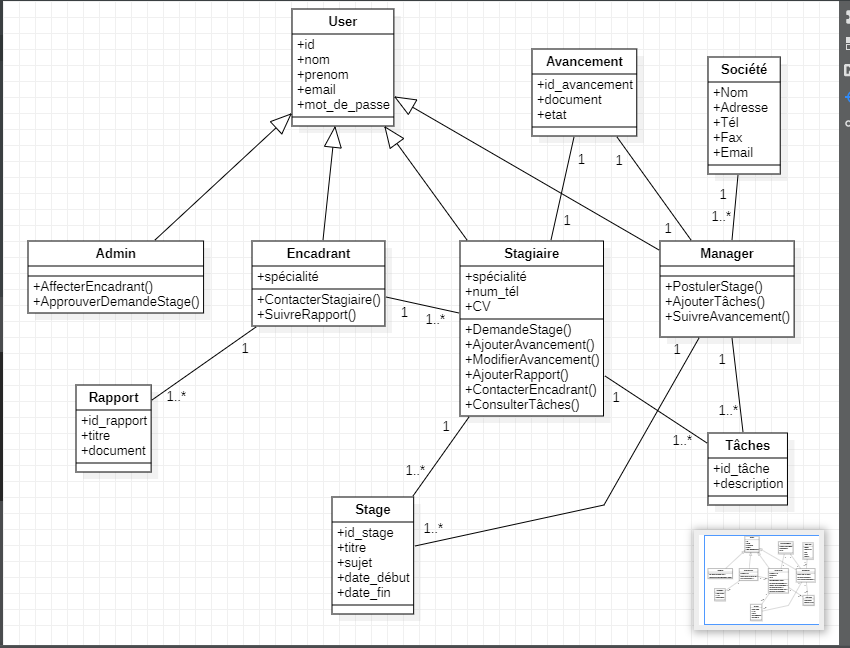 User
+id
+nom
+prenom
+email
+mot_de_passe
Avancement
+id_avancement
+document
+etat
Société
+Nom
+Adresse
+Tél
+Fax
+Email
1
1
1
1..*
1
1
Admin
+AffecterEncadrant()
+ApprouverDemandeStage()
Encadrant
+spécialité
+ContacterStagiaire()
+SuivreRapport()
Stagiaire
+spécialité
+num_tél
+CV
+DemandeStage()
+AjouterAvancement()
+ModifierAvancement()
+AjouterRapport()
+ContacterEncadrant()
+ConsulterTâches()
Manager
+PostulerStage()
+AjouterTâches()
+SuivreAvancement()
1
1..*
1
1..*
1
1
1
1..*
1..*
1
1..*
1..*
Rapport
+id_rapport
+titre
+document
Tâches
+id_tâche
+description
Stage
+id_stage
+titre
+sujet
+date_début
+date_fin